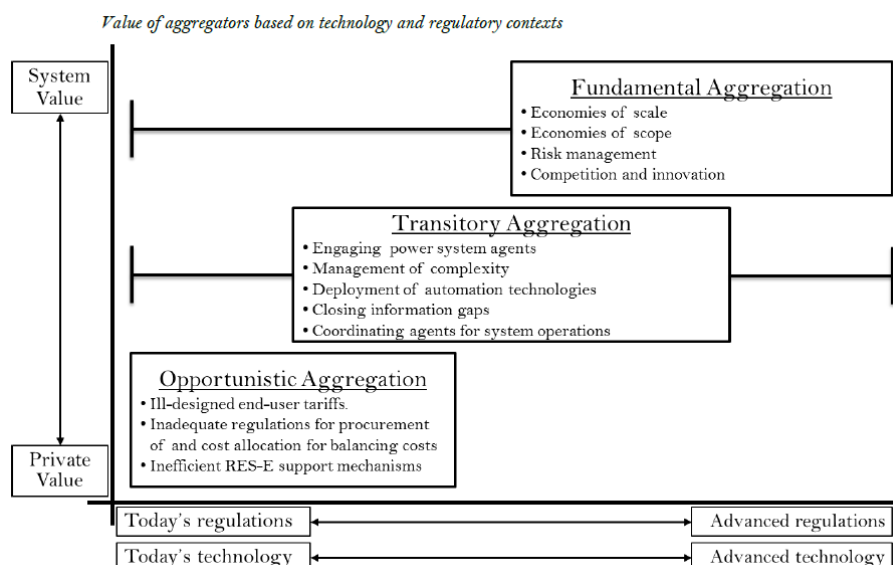 Value of aggregators based on technology and regulatory contexts
System
Value
Fundamental Aggregation
• Economies of scale
• Economies of scope
• Risk management
• Competition and innovation
Transitory Aggregation
• Engaging power system agents
• Management of complexity
• Deployment of automation technologies
• Closing information gaps
• Coordinating agents for system operations
Opportunistic Aggregation
• Ill-designed end-user tariffs.
• Inadequate regulations for procurement
of and cost allocation for balancing costs
• Inefficient RES-E support mechanisms
Private
Value
Today's regulations
Advanced regulations
Today's technology
Advanced technology